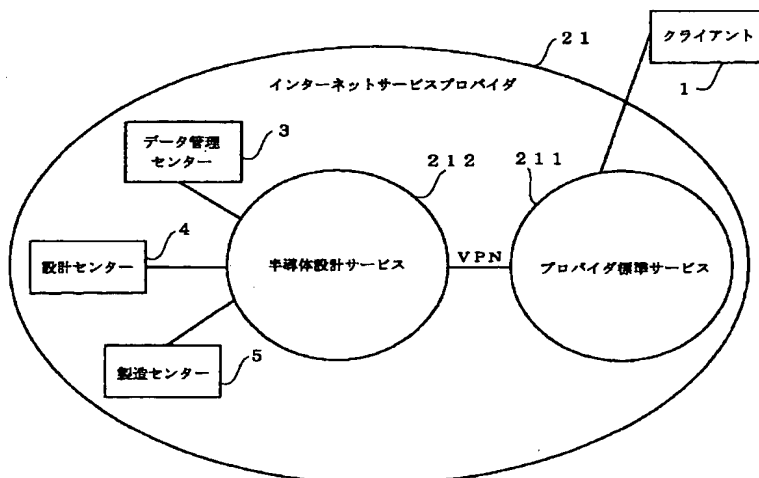 21
クライアント
1
インターネットサービスプロバイダ
データ管理
センター
3
212
211
4
設計センター
半導体設計サービス
VPN
プロバイダ標準サービス
製造センター
5